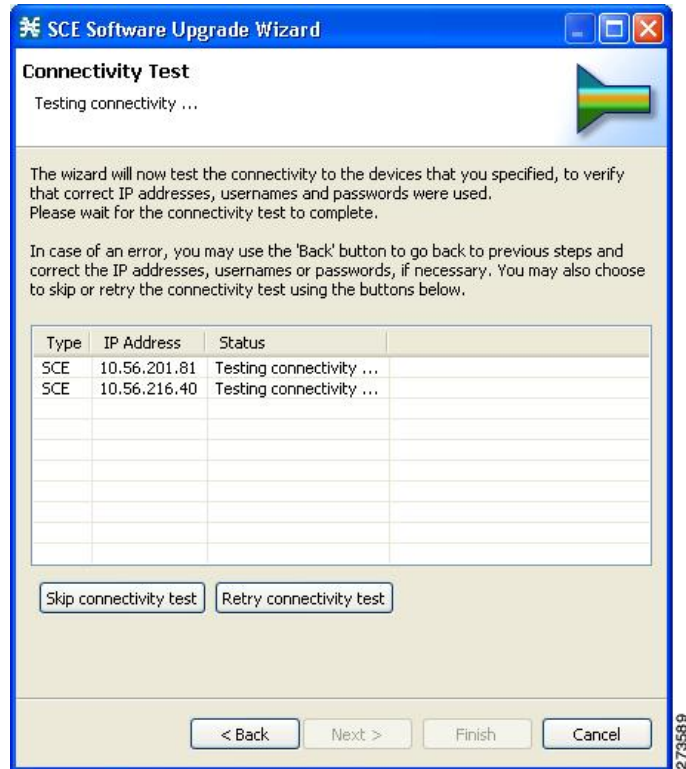 SCE Software Upgrade Wizard
Connectivity Test
Testing connectivity ...
The wizard will now test the connectivity to the devices that you specified, to verify
that correct IP addresses, usernames and passwords were used.
Please wait for the connectivity test to complete.
In case of an error, you may use the 'Back' button to go back to previous steps and
correct the IP addresses, usernames or passwords, if necessary. You may also choose
to skip or retry the connectivity test using the buttons below.
Type IP Address Status
SCE 10.56.201.81 Testing connectivity ...
SCE 10.56.216.40 Testing connectivity ...
Skip connectivity test Retry connectivity test
< Back Next > Finish Cancel
273589